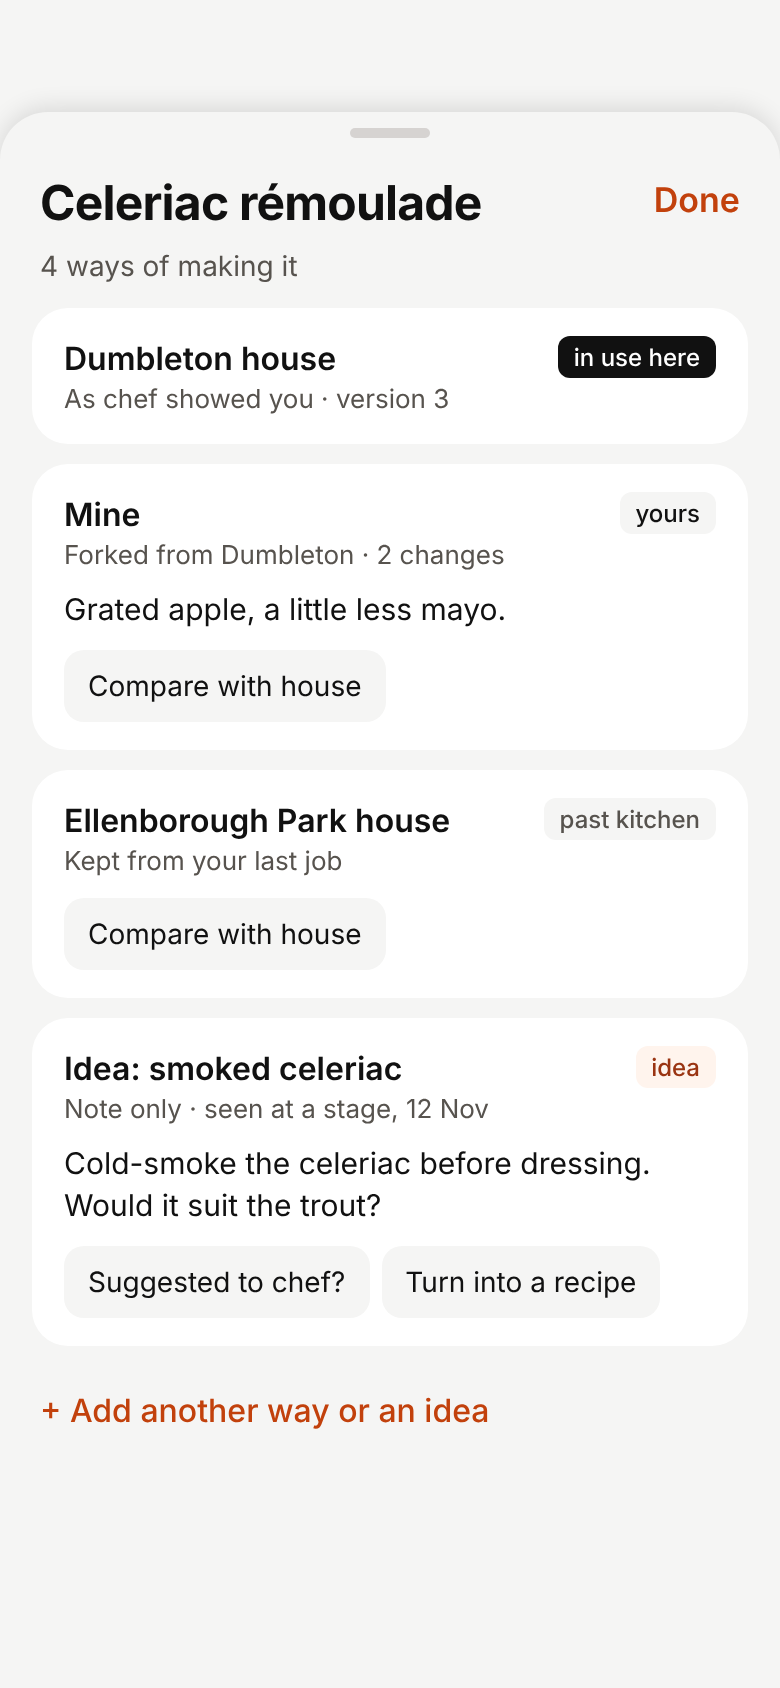 Celeriac rémoulade
Done
4 ways of making it
Dumbleton house
in use here
As chef showed you · version 3
Mine
yours
Forked from Dumbleton · 2 changes
Grated apple, a little less mayo.
Compare with house
Ellenborough Park house
past kitchen
Kept from your last job
Compare with house
Idea: smoked celeriac
idea
Note only · seen at a stage, 12 Nov
Cold-smoke the celeriac before dressing.
Would it suit the trout?
Suggested to chef?
Turn into a recipe
+ Add another way or an idea